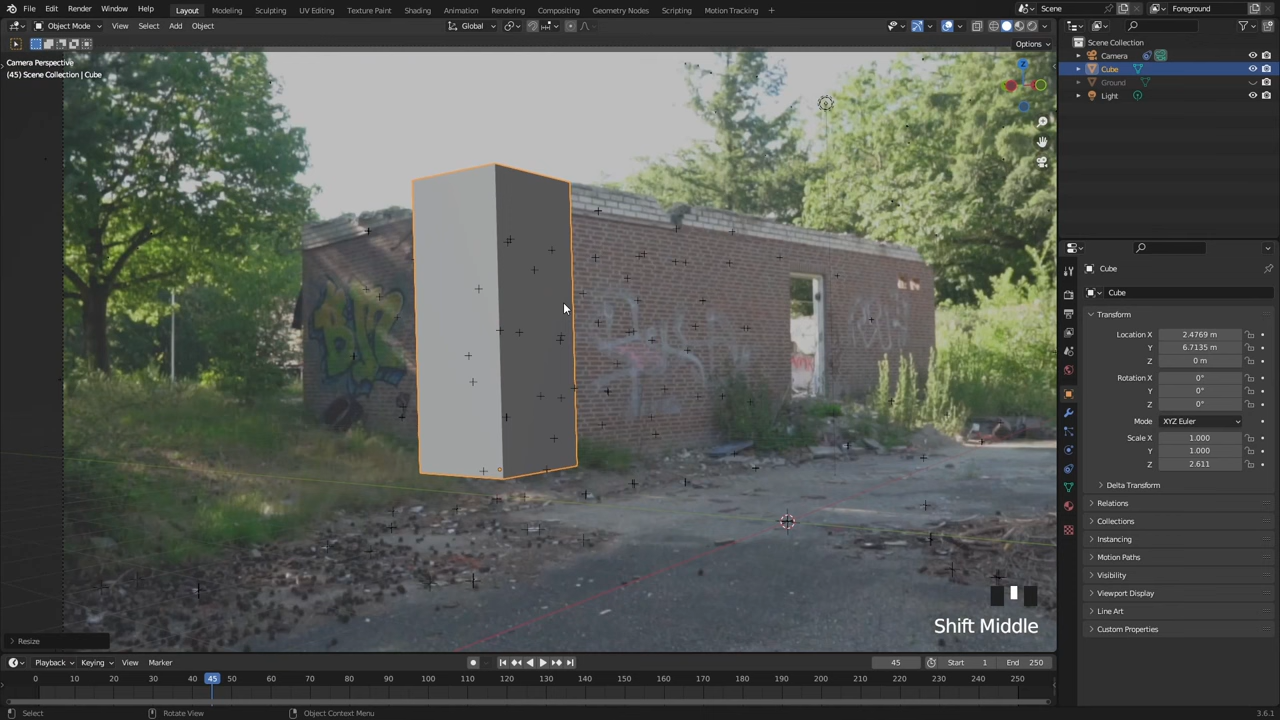 File Edit Render Window Help
Layout Modeling Sculpting UV Editing Texture Paint Shading Animation Rendering Compositing Geometry Nodes Scripting Motion Tracking +
Scene
Foreground
Object Mode View Select Add Object
Global
Options
Camera Perspective
(45) Scene Collection | Cube
Z
Scene Collection
Camera
Cube
Ground
Light
Cube
Cube
Transform
Location X 2.4769 m
Y 6.7135 m
Z 0 m
Rotation X 0°
Y 0°
Z 0°
Mode XYZ Euler
Scale X 1.000
Y 1.000
Z 2.611
Delta Transform
Relations
Collections
Instancing
Motion Paths
Visibility
Viewport Display
Line Art
Custom Properties
Shift Middle
Resize
Playback Keying View Marker
45 Start 1 End 250
0 10 20 30 40 45 50 60 70 80 90 100 110 120 130 140 150 160 170 180 190 200 210 220 230 240 250
Select Rotate View Object Context Menu 3.6.1